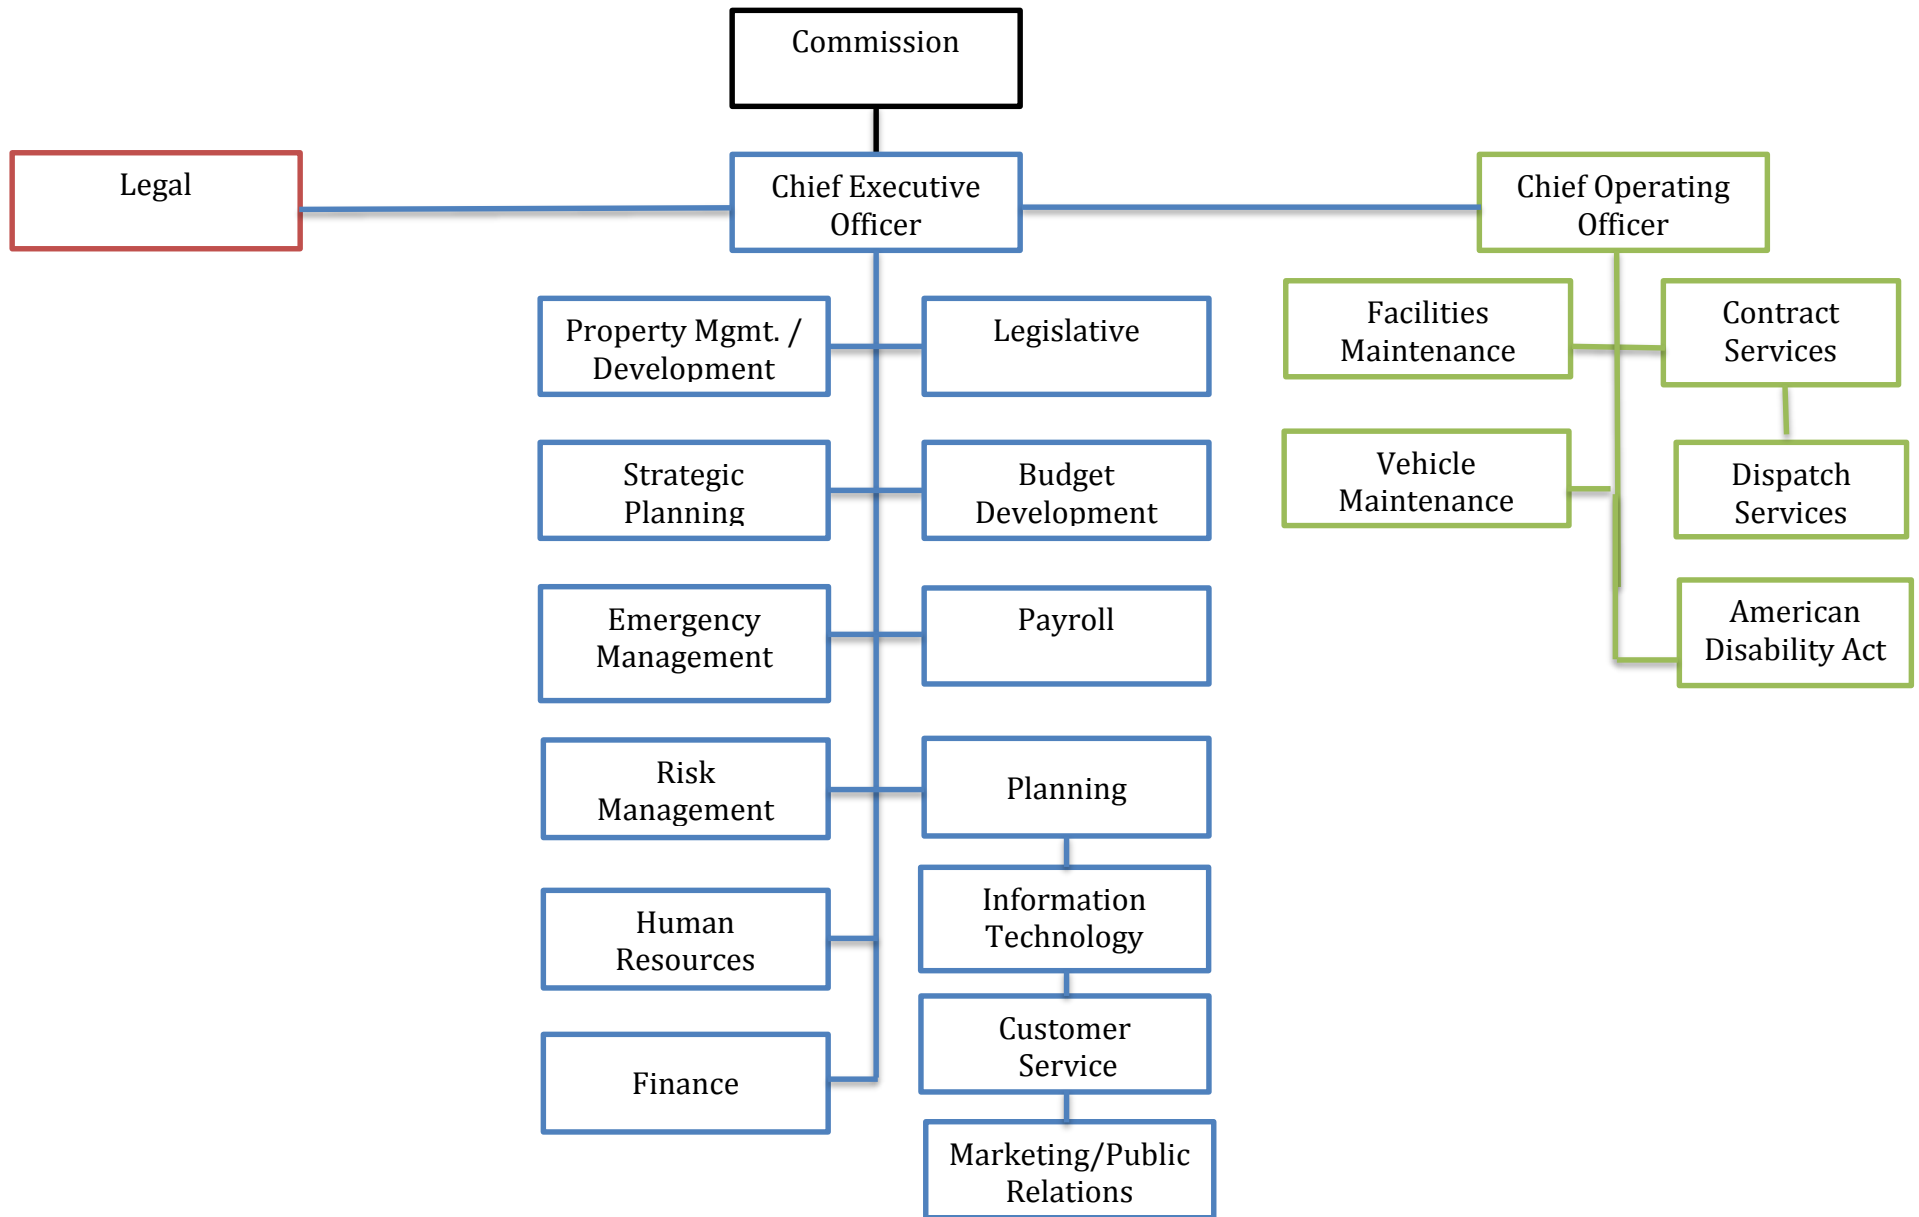 Commission
Legal
Chief Executive
Officer
Chief Operating
Officer
Property Mgmt. /
Development
Legislative
Facilities
Maintenance
Contract
Services
Strategic
Planning
Budget
Development
Vehicle
Maintenance
Dispatch
Services
Emergency
Management
Payroll
American
Disability Act
Risk
Management
Planning
Human
Resources
Information
Technology
Finance
Customer
Service
Marketing/Public
Relations